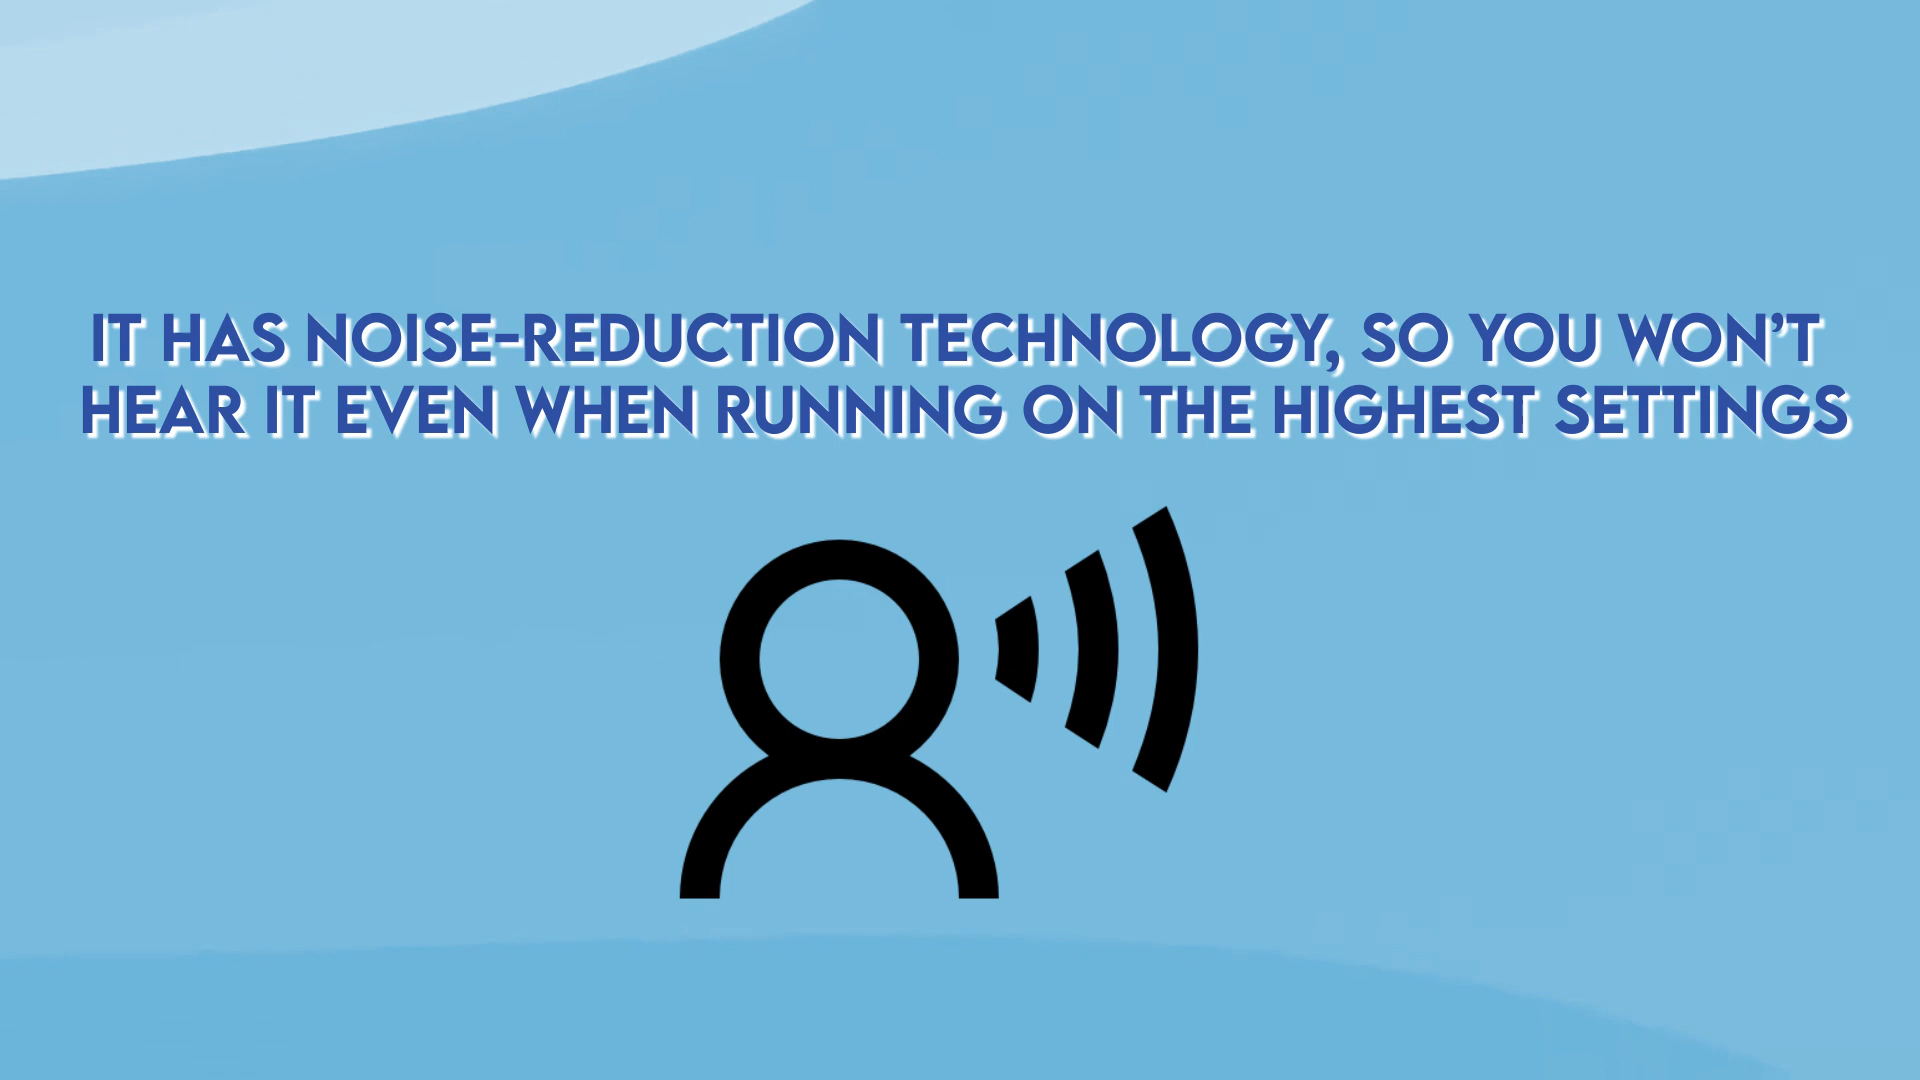 IT HAS NOISE-REDUCTION TECHNOLOGY, SO YOU WON’T
HEAR IT EVEN WHEN RUNNING ON THE HIGHEST SETTINGS